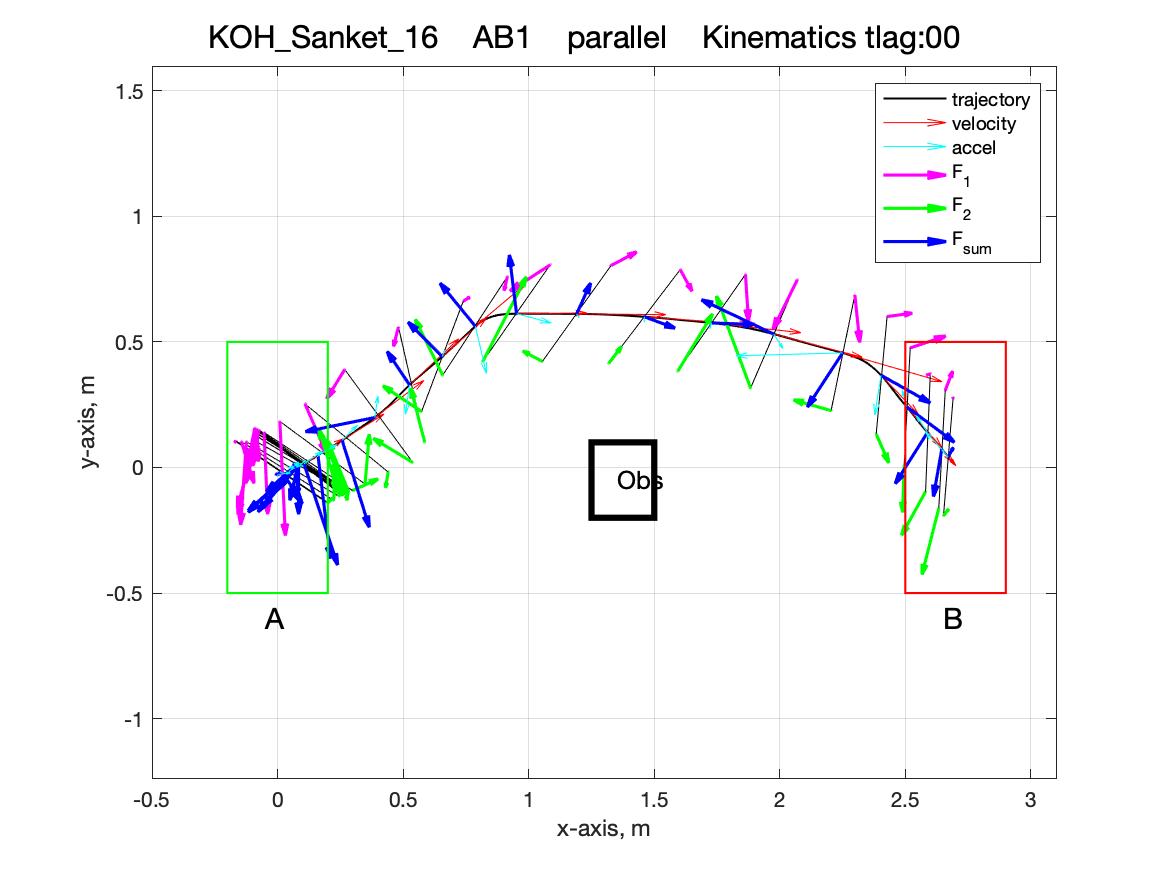 KOH_Sanket_16 AB1 parallel Kinematics tlag:00
trajectory
velocity
accel
F1
F2
Fsum
1.5
1
0.5
0
-0.5
-1
y-axis, m
Obs
A
B
-0.5 0 0.5 1 1.5 2 2.5 3
x-axis, m